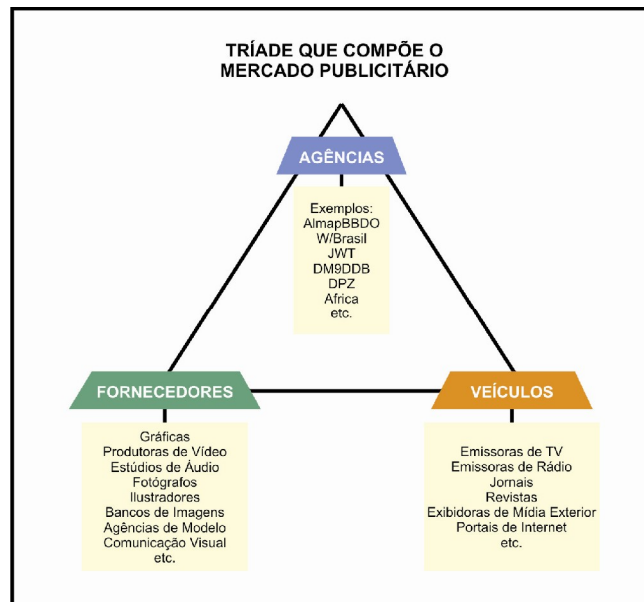 TRÍADE QUE COMPÕE O
MERCADO PUBLICITÁRIO
AGÊNCIAS
Exemplos:
AlmapBBDO
W/Brasil
JWT
DM9DDB
DPZ
Africa
etc.
FORNECEDORES
Gráficas
Produtoras de Vídeo
Estúdios de Áudio
Fotógrafos
Ilustradores
Bancos de Imagens
Agências de Modelo
Comunicação Visual
etc.
VEÍCULOS
Emissoras de TV
Emissoras de Rádio
Jornais
Revistas
Exibidoras de Mídia Exterior
Portais de Internet
etc.